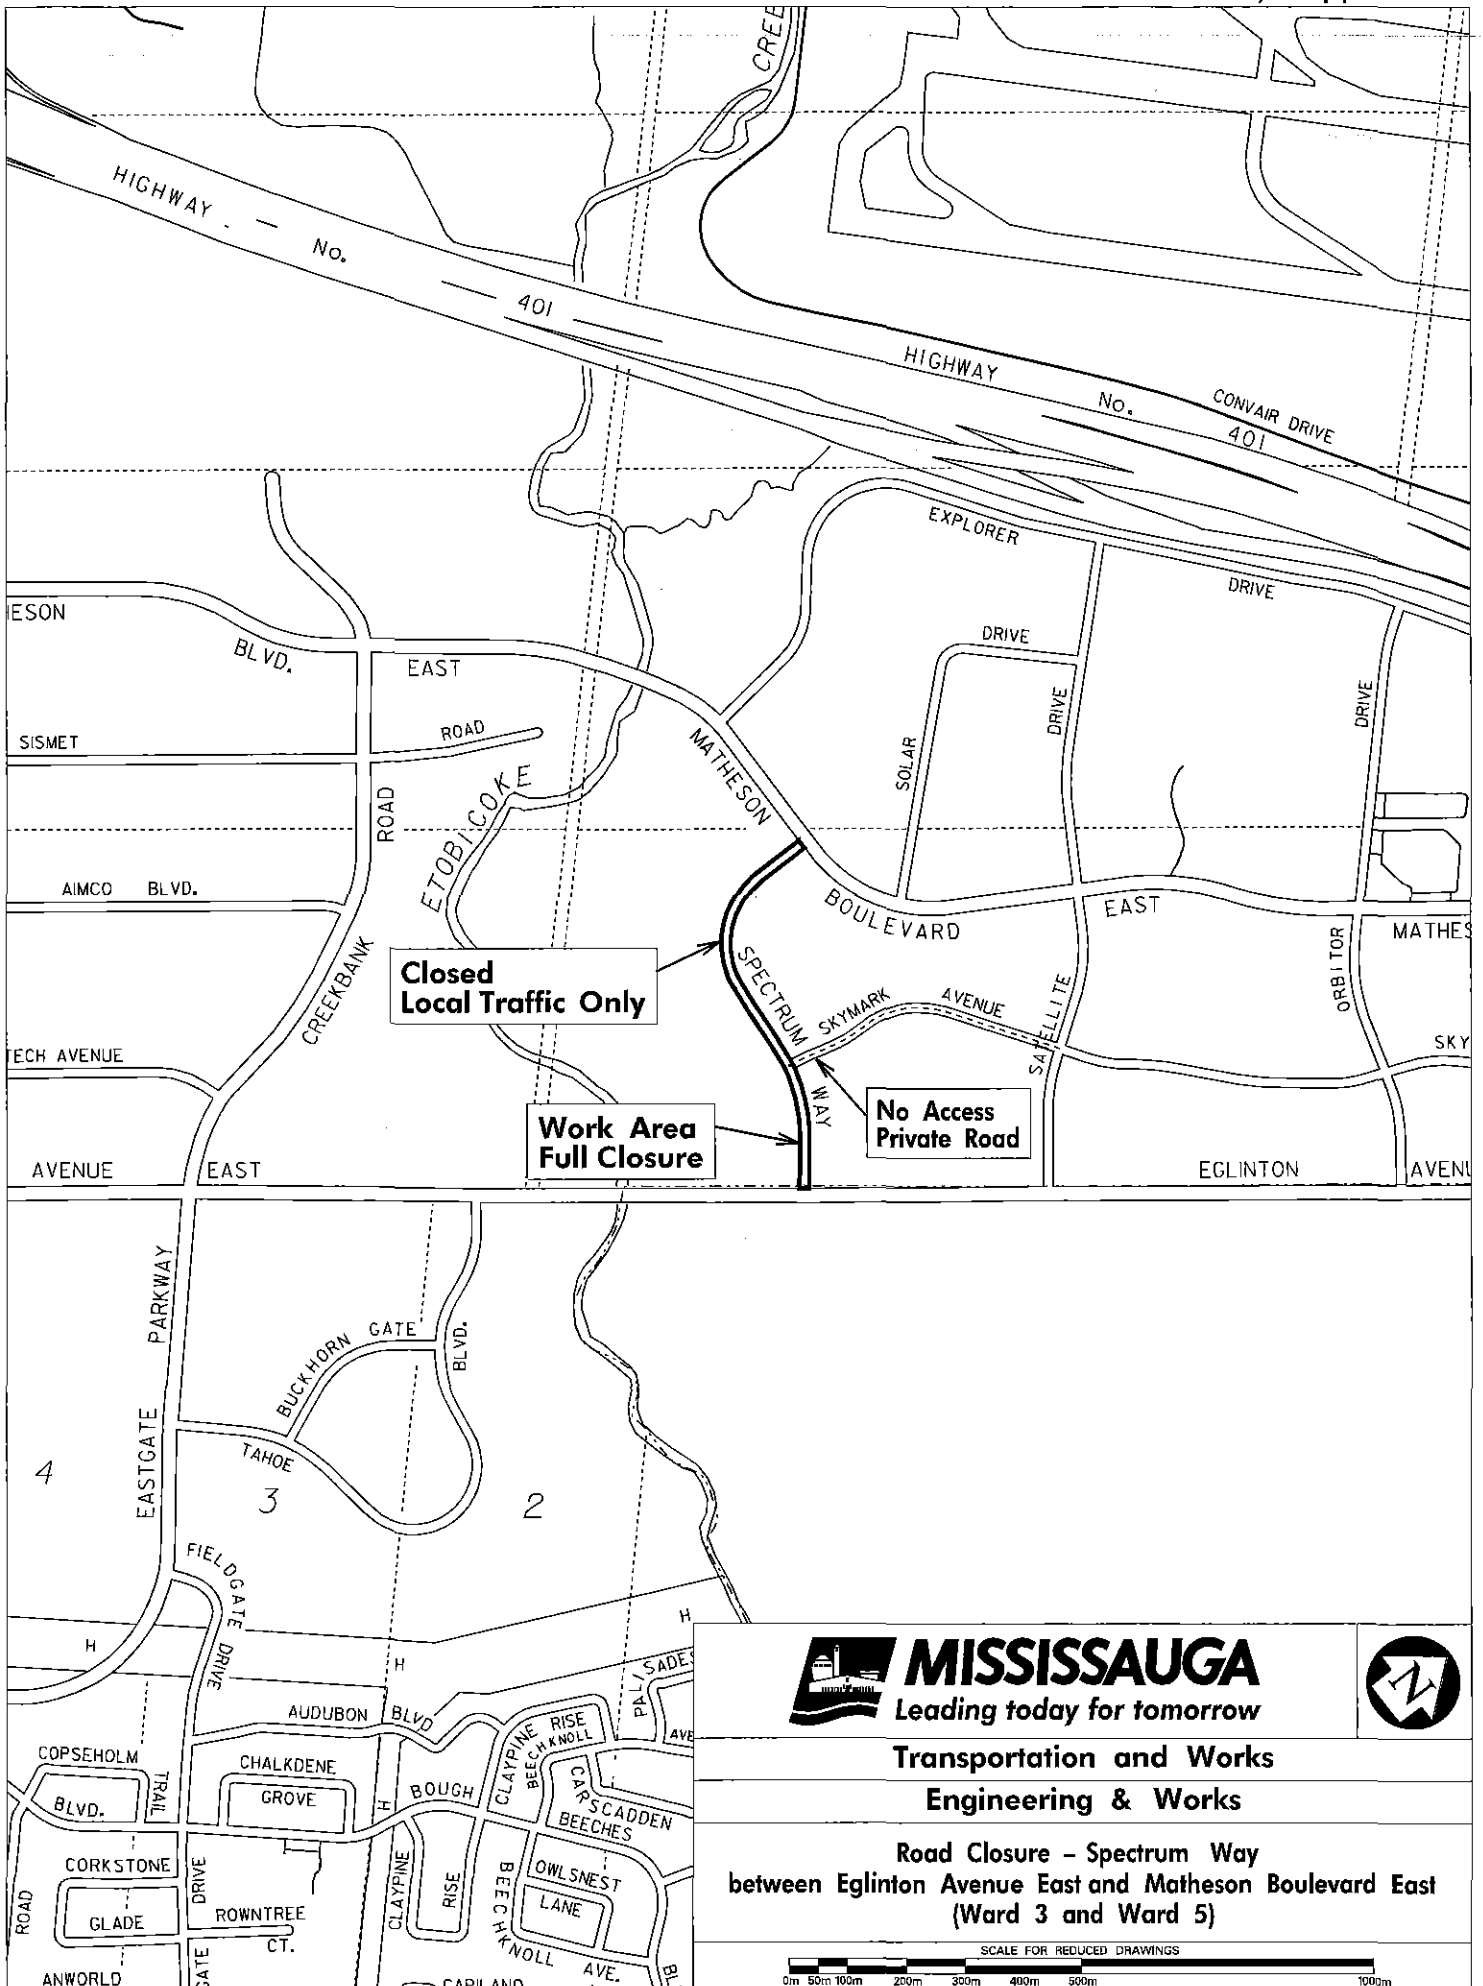 CREE
HIGHWAY
No.
401
HIGHWAY
No.
CONVAIR DRIVE
401
EXPLORER
DRIVE
IESON
BLVD.
EAST
DRIVE
DRIVE
DRIVE
SISMET
ROAD
MATHESON
SOLAR
ROAD
ETOBICOKE
AIMCO BLVD.
BOULEVARD
EAST
MATHES
CREEKBANK
Closed
Local Traffic Only
SPECTRUM
WAY
SKYMARK
AVENUE
SATELLITE
ORBITOR
SKY
TECH AVENUE
Work Area
Full Closure
No Access
Private Road
AVENUE
EAST
EGLINTON
AVENU
PARKWAY
EASTGATE
BUCKHORN
GATE
BLVD.
TAHOE
4
3
2
FIELDGATE
DRIVE
H
H
H
H
AUDUBON
BLVD
PALISADES
AVE
COPSEHOLM
TRAIL
BLVD.
CHALKDENE
GROVE
BOUGH
CLAYPINE
RISE
BEECHKNOLL
CARSCADDEN
BEECHES
CORKSTONE
GLADE
ROAD
DRIVE
ROWNTREE
CT.
CLAYPINE
RISE
BEECHKNOLL
AVE.
OWLSNEST
LANE
ANWORLD
GATE
CAPILANO
BL
MISSISSAUGA
Leading today for tomorrow
N
Transportation and Works
Engineering & Works
Road Closure - Spectrum Way
between Eglinton Avenue East and Matheson Boulevard East
(Ward 3 and Ward 5)
SCALE FOR REDUCED DRAWINGS
0m 50m 100m 200m 300m 400m 500m 1000m